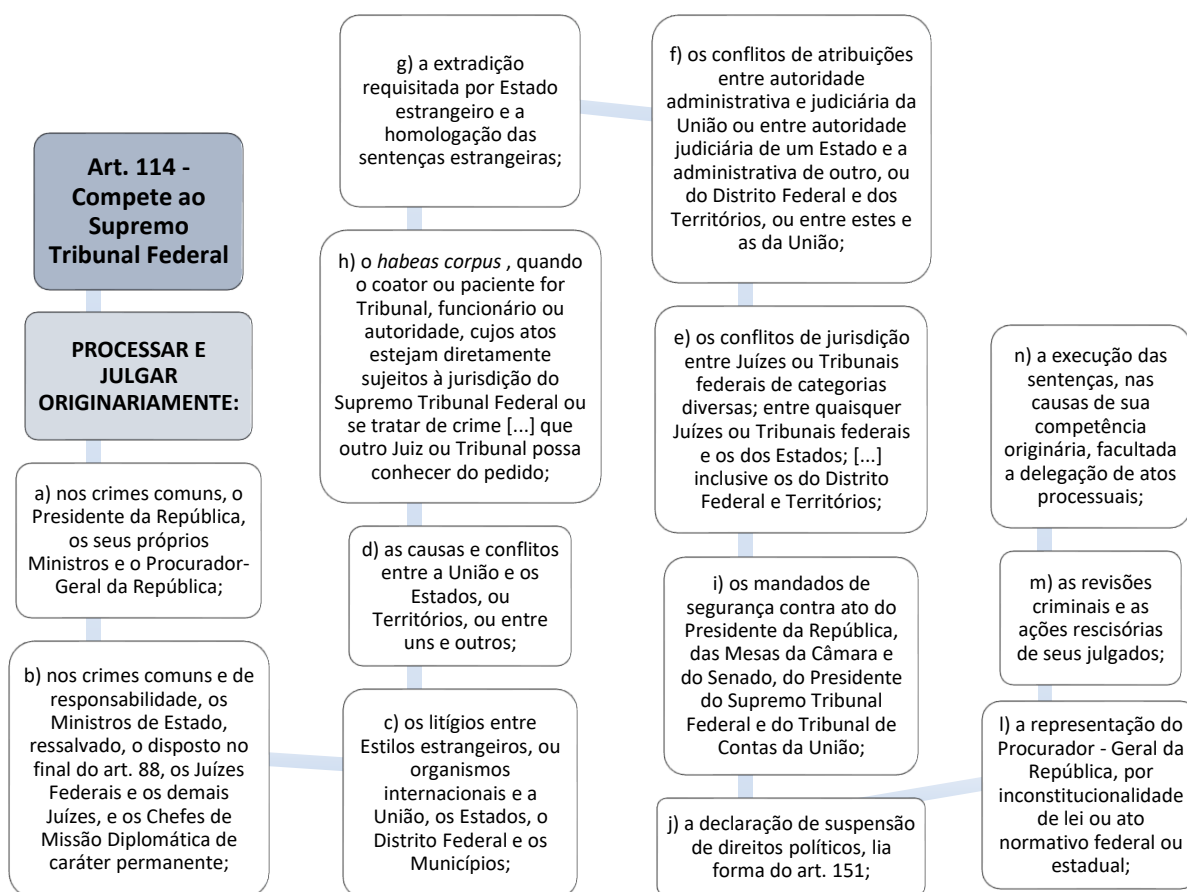 Art. 114 -
Compete ao
Supremo
Tribunal Federal
PROCESSAR E
JULGAR
ORIGINARIAMENTE:
a) nos crimes comuns, o
Presidente da República,
os seus próprios
Ministros e o Procurador-
Geral da República;
b) nos crimes comuns e de
responsabilidade, os
Ministros de Estado,
ressalvado, o disposto no
final do art. 88, os Juízes
Federais e os demais
Juízes, e os Chefes de
Missão Diplomática de
caráter permanente;
c) os litígios entre
Estilos estrangeiros, ou
organismos
internacionais e a
União, os Estados, o
Distrito Federal e os
Municípios;
d) as causas e conflitos
entre a União e os
Estados, ou
Territórios, ou entre
uns e outros;
h) o habeas corpus , quando
o coator ou paciente for
Tribunal, funcionário ou
autoridade, cujos atos
estejam diretamente
sujeitos à jurisdição do
Supremo Tribunal Federal ou
se tratar de crime [...] que
outro Juiz ou Tribunal possa
conhecer do pedido;
g) a extradição
requisitada por Estado
estrangeiro e a
homologação das
sentenças estrangeiras;
f) os conflitos de atribuições
entre autoridade
administrativa e judiciária da
União ou entre autoridade
judiciária de um Estado e a
administrativa de outro, ou
do Distrito Federal e dos
Territórios, ou entre estes e
as da União;
e) os conflitos de jurisdição
entre Juízes ou Tribunais
federais de categorias
diversas; entre quaisquer
Juízes ou Tribunais federais
e os dos Estados; [...]
inclusive os do Distrito
Federal e Territórios;
i) os mandados de
segurança contra ato do
Presidente da República,
das Mesas da Câmara e
do Senado, do Presidente
do Supremo Tribunal
Federal e do Tribunal de
Contas da União;
j) a declaração de suspensão
de direitos políticos, lia
forma do art. 151;
l) a representação do
Procurador - Geral da
República, por
inconstitucionalidade
de lei ou ato
normativo federal ou
estadual;
m) as revisões
criminais e as
ações rescisórias
de seus julgados;
n) a execução das
sentenças, nas
causas de sua
competência
originária, facultada
a delegação de atos
processuais;